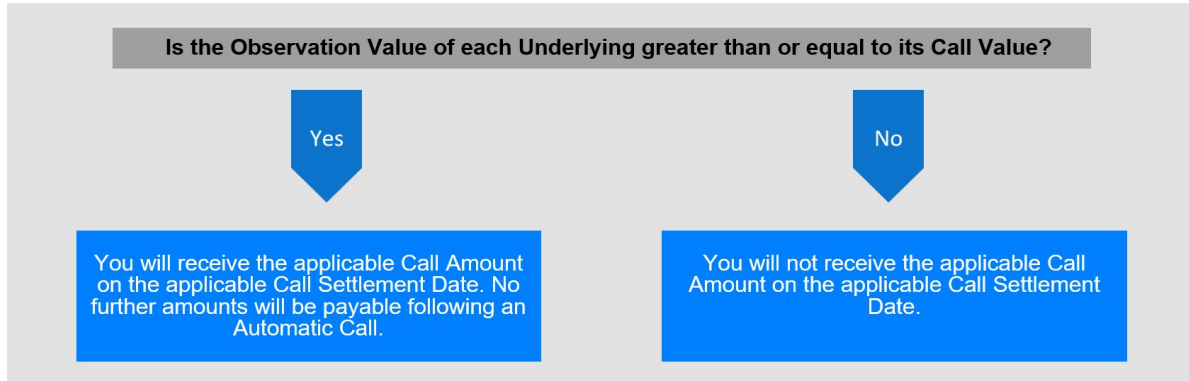 Is the Observation Value of each Underlying greater than or equal to its Call Value?
Yes
No
You will receive the applicable Call Amount
on the applicable Call Settlement Date. No
further amounts will be payable following an
Automatic Call.
You will not receive the applicable Call
Amount on the applicable Call Settlement
Date.